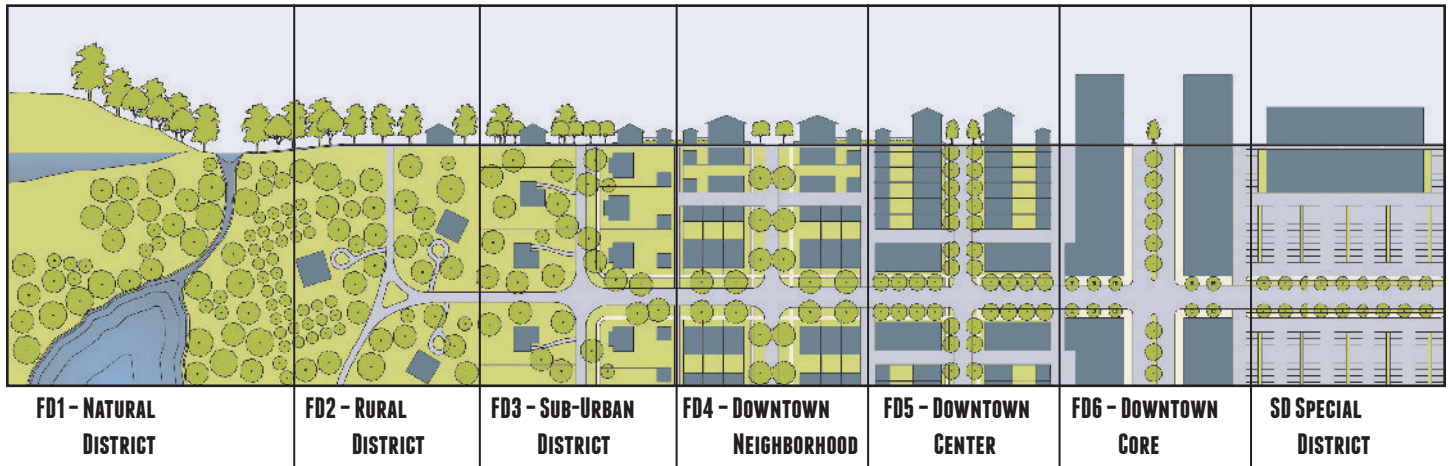 FD1 – Natural
District
FD2 – Rural
District
FD3 – Sub-Urban
District
FD4 – Downtown
Neighborhood
FD5 – Downtown
Center
FD6 – Downtown
Core
SD Special
District